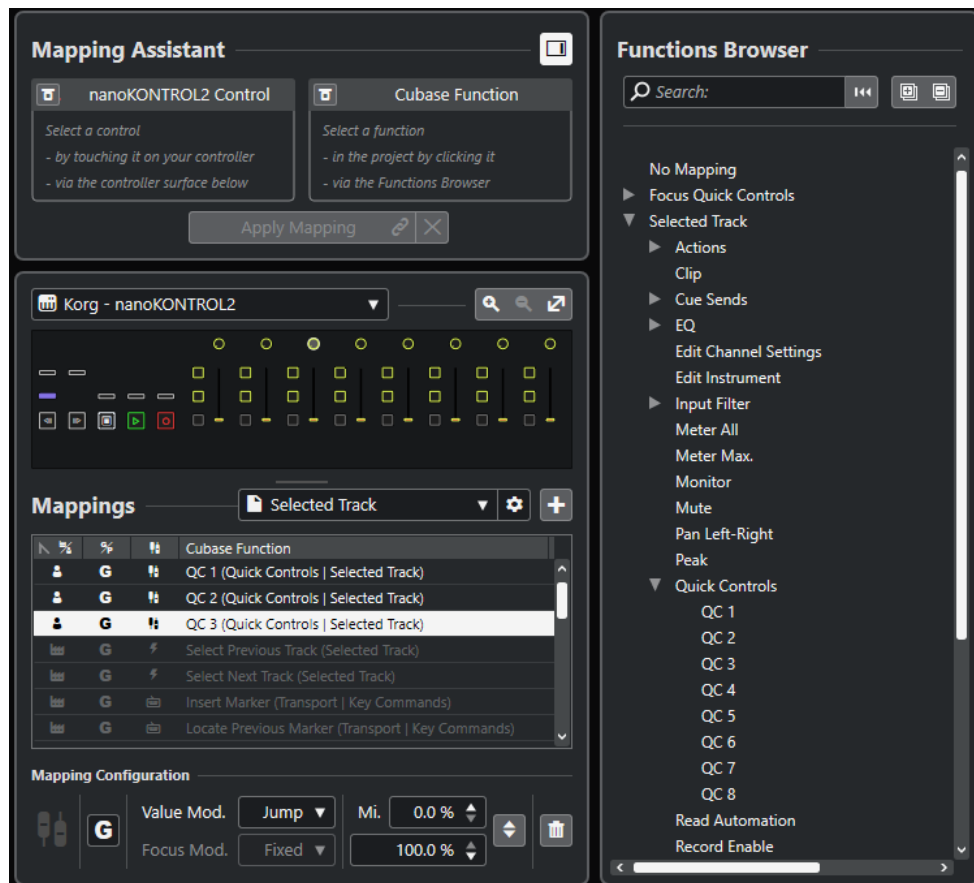 Mapping Assistant
nanoKONTROL2 Control
Select a control
- by touching it on your controller
- via the controller surface below
Cubase Function
Select a function
- in the project by clicking it
- via the Functions Browser
Apply Mapping
Korg - nanoKONTROL2
Mappings
Selected Track
Cubase Function
G QC 1 (Quick Controls | Selected Track)
G QC 2 (Quick Controls | Selected Track)
G QC 3 (Quick Controls | Selected Track)
G Select Previous Track (Selected Track)
G Select Next Track (Selected Track)
G Insert Marker (Transport | Key Commands)
G Locate Previous Marker (Transport | Key Commands)
Mapping Configuration
G
Value Mod. Jump Mi. 0.0 %
Focus Mod. Fixed 100.0 %
Functions Browser
Search:
No Mapping
Focus Quick Controls
Selected Track
Actions
Clip
Cue Sends
EQ
Edit Channel Settings
Edit Instrument
Input Filter
Meter All
Meter Max.
Monitor
Mute
Pan Left-Right
Peak
Quick Controls
QC 1
QC 2
QC 3
QC 4
QC 5
QC 6
QC 7
QC 8
Read Automation
Record Enable